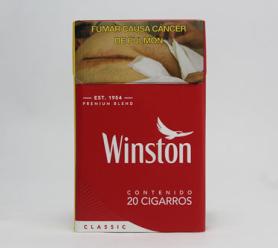 FUMAR CAUSA CÁNCER
DE PULMÓN
EST. 1954
PREMIUM BLEND
Winston
CONTENIDO
20 CIGARROS
CLASSIC